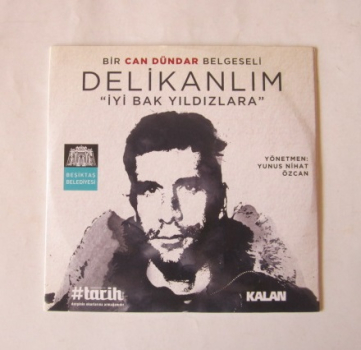 BİR CAN DÜNDAR BELGESELİ
DELİKANLIM
"İYİ BAK YILDIZLARA"
BEŞİKTAŞ
BELEDİYESİ
YÖNETMEN:
YUNUS NİHAT
ÖZCAN
#tarih
KALAN